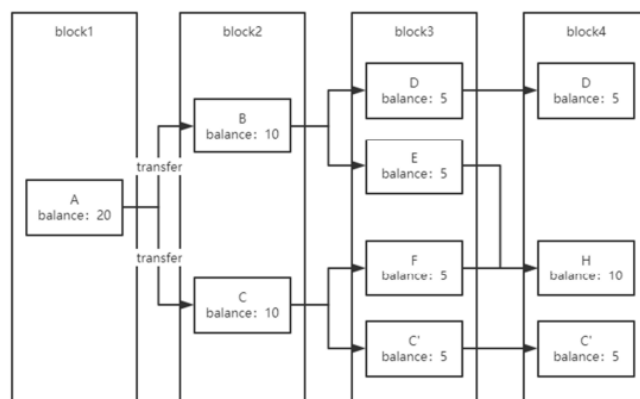 block1
block2
block3
block4
A
balance: 20
transfer
transfer
B
balance: 10
C
balance: 10
D
balance: 5
E
balance: 5
F
balance: 5
C'
balance: 5
D
balance: 5
H
balance: 10
C'
balance: 5